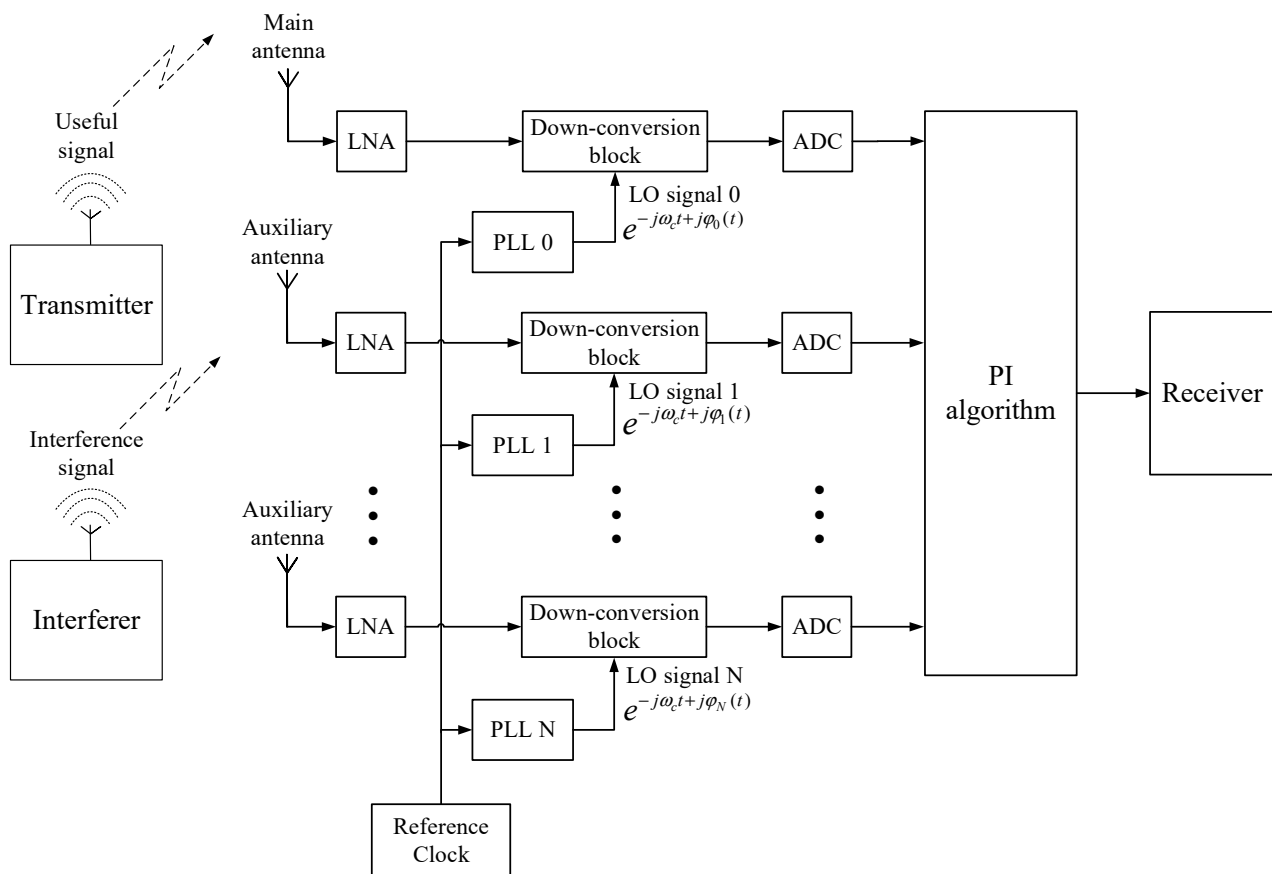 Main
antenna
Useful
signal
LNA
Down-conversion
block
ADC
LO signal 0
e^{-jω_c t+jφ_0(t)}
PLL 0
Transmitter
Auxiliary
antenna
LNA
Down-conversion
block
ADC
LO signal 1
e^{-jω_c t+jφ_1(t)}
PLL 1
PI
algorithm
Receiver
Interference
signal
Interferer
Auxiliary
antenna
LNA
Down-conversion
block
ADC
LO signal N
e^{-jω_c t+jφ_N(t)}
PLL N
Reference
Clock